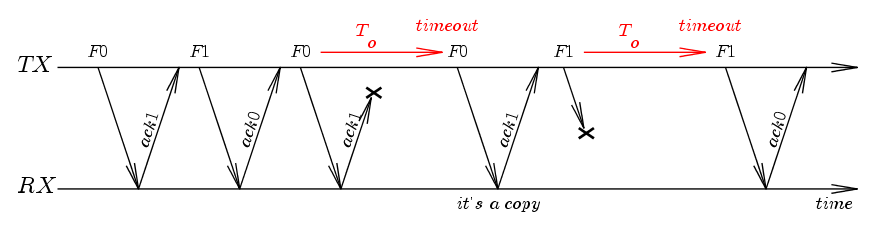 timeout timeout
T_o T_o
F0 F1 F0 F0 F1 F1
TX
ack1 ack0 ack1 ack1 ack0
RX
it's a copy time